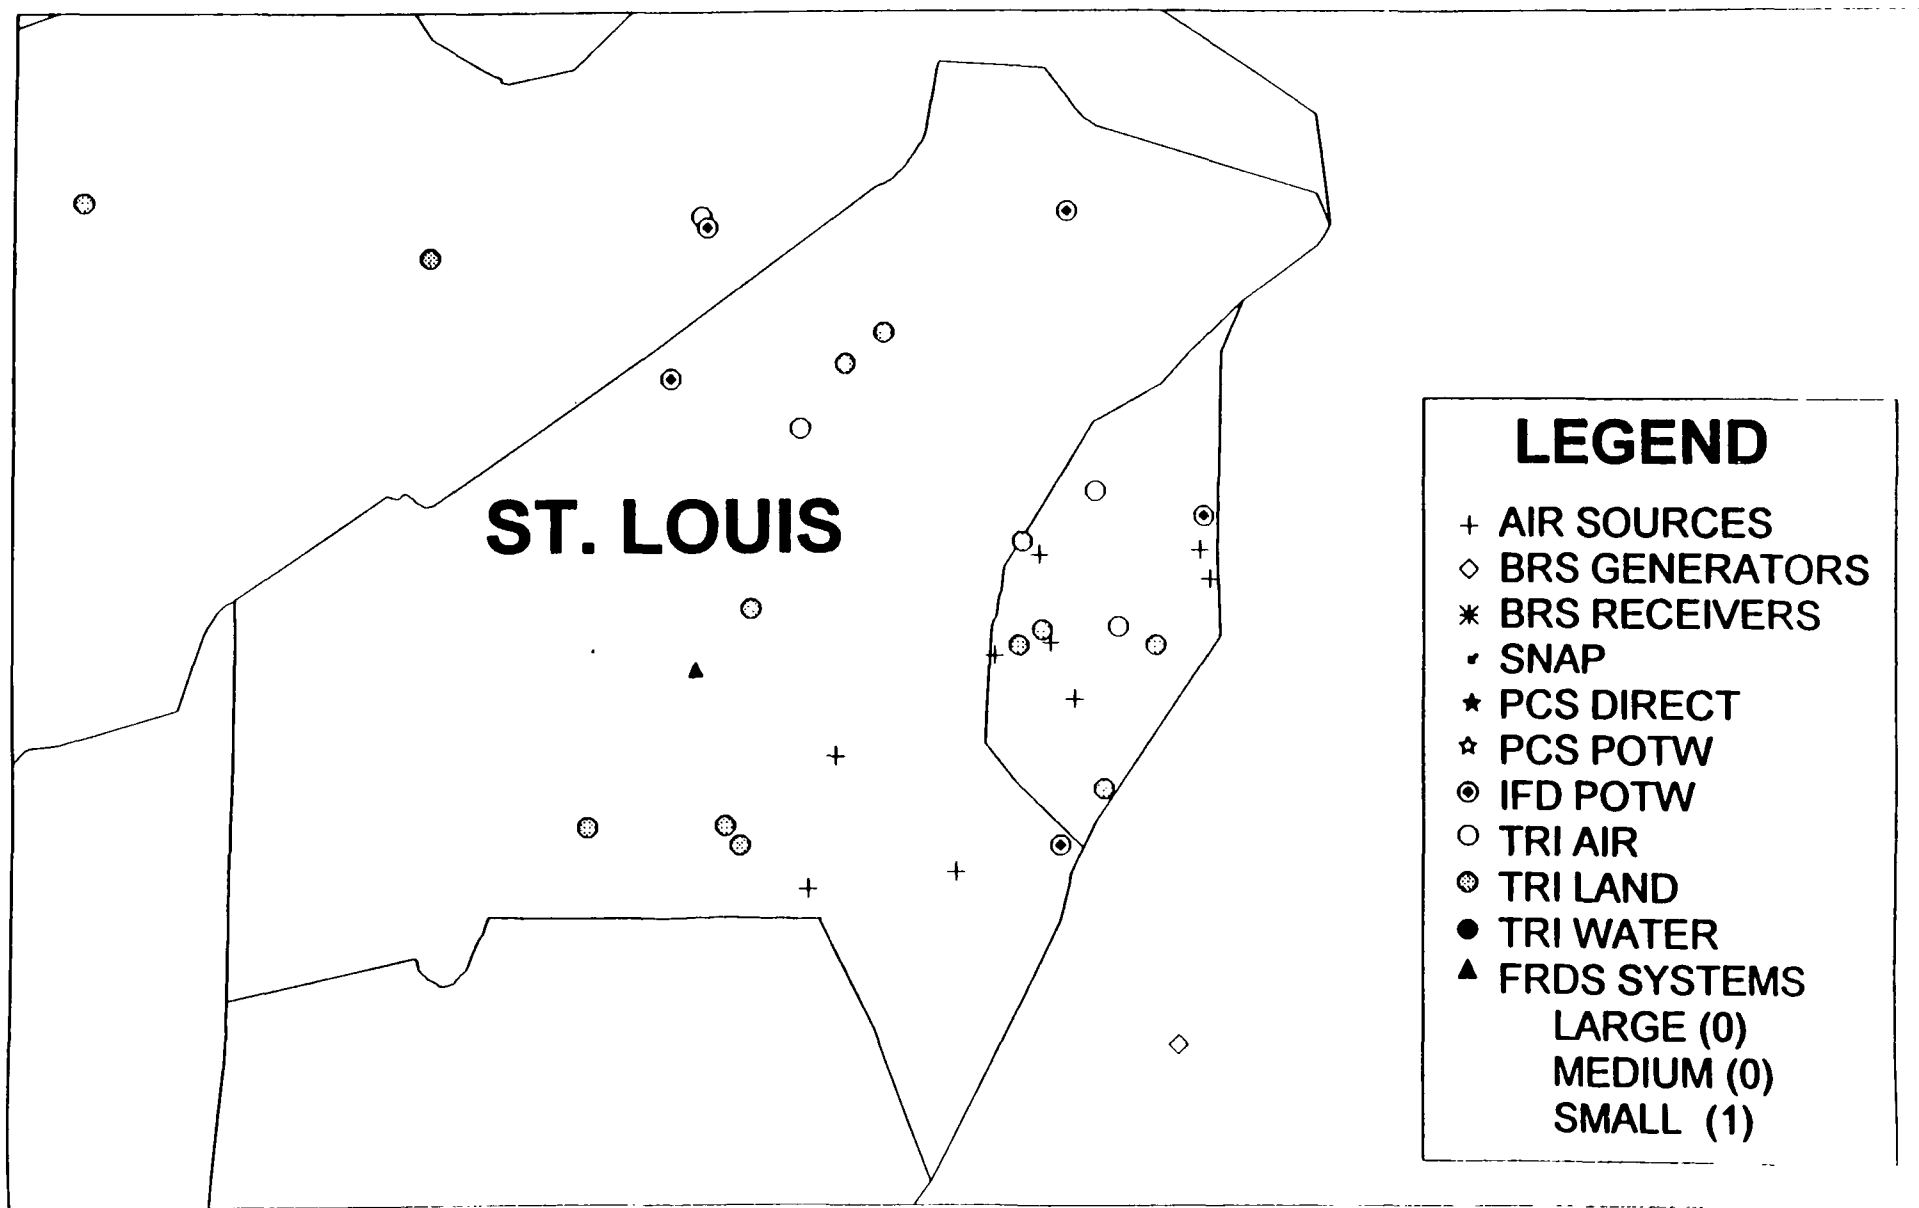 ST. LOUIS
LEGEND
AIR SOURCES
BRS GENERATORS
BRS RECEIVERS
SNAP
PCS DIRECT
PCS POTW
IFD POTW
TRI AIR
TRI LAND
TRI WATER
FRDS SYSTEMS
LARGE (0)
MEDIUM (0)
SMALL (1)